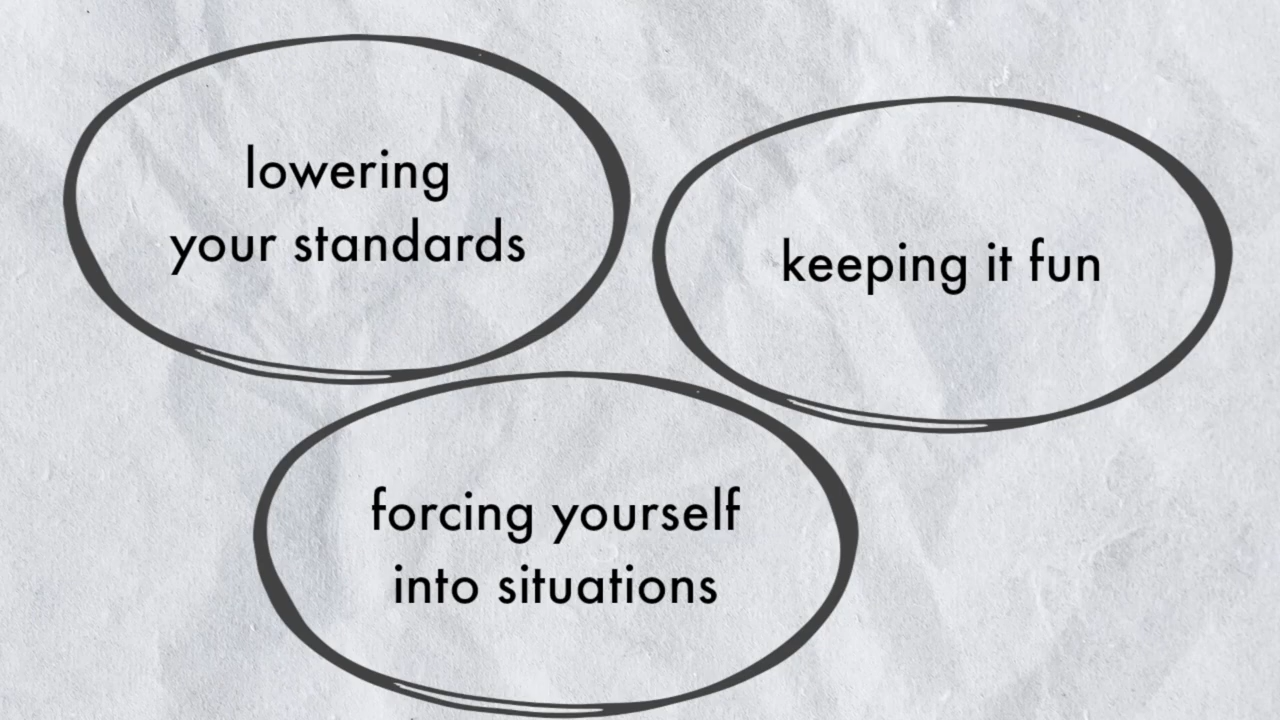 lowering
your standards
keeping it fun
forcing yourself
into situations